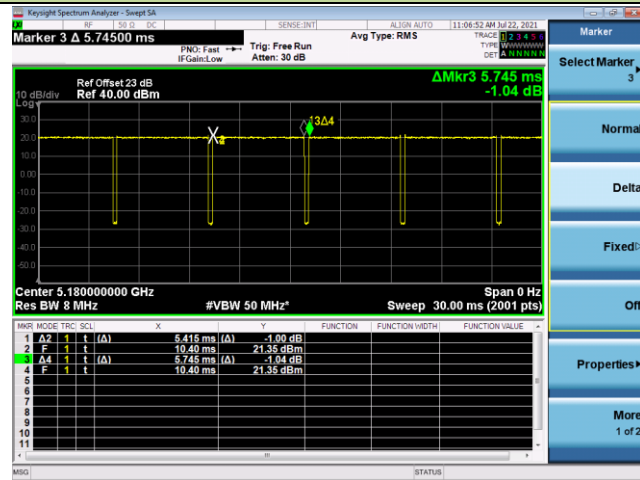 Keysight Spectrum Analyzer - Swept SA
RF 50 Ω DC SENSE:INT ALIGN AUTO 11:06:52 AM Jul 22, 2021
Marker 3 Δ 5.74500 ms
PNO: Fast
IFGain:Low
Trig: Free Run
Atten: 30 dB
Avg Type: RMS
TRACE 1 2 3 4 5 6
TYPE WWWWWW
DET A N N N N N
Marker
Select Marker
3
Normal
Delta
Fixed
Off
Properties
More
1 of 2
Ref Offset 23 dB
Ref 40.00 dBm
ΔMkr3 5.745 ms
-1.04 dB
10 dB/div
Log
30.0
20.0
10.0
0.00
-10.0
-20.0
-30.0
-40.0
-50.0
13Δ4
Center 5.180000000 GHz
Span 0 Hz
Res BW 8 MHz
#VBW 50 MHz*
Sweep 30.00 ms (2001 pts)
MKR MODE TRC SCL X Y FUNCTION FUNCTION WIDTH FUNCTION VALUE
1 Δ2 1 t (Δ) 5.415 ms (Δ) -1.00 dB
2 F 1 t 10.40 ms 21.35 dBm
3 Δ4 1 t (Δ) 5.745 ms (Δ) -1.04 dB
4 F 1 t 10.40 ms 21.35 dBm
5
6
7
8
9
10
11
MSG
STATUS